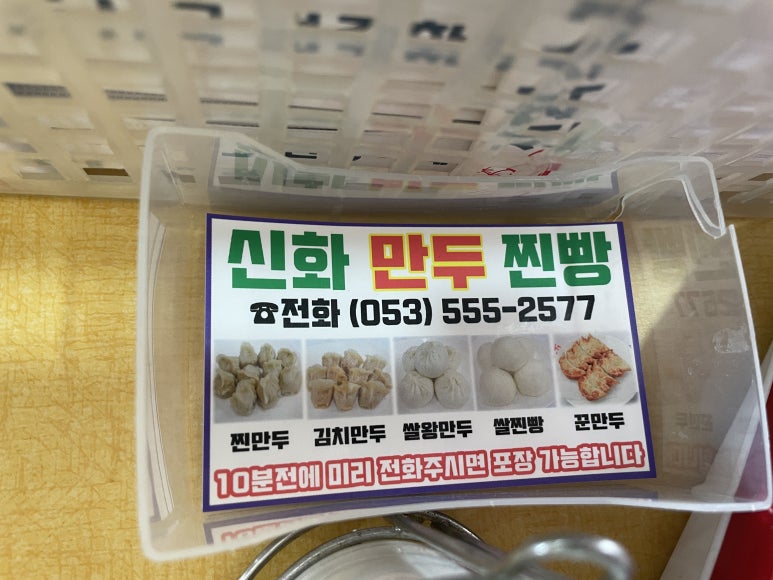 신화 만두 찐빵
☎전화 (053) 555-2577
찐만두 김치만두 쌀왕만두 쌀찐빵 꾼만두
10분전에 미리 전화주시면 포장 가능합니다